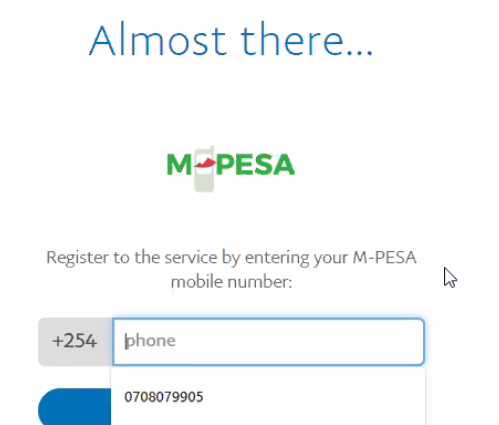 Almost there...
M-PESA
Register to the service by entering your M-PESA
mobile number:
+254 phone
0708079905